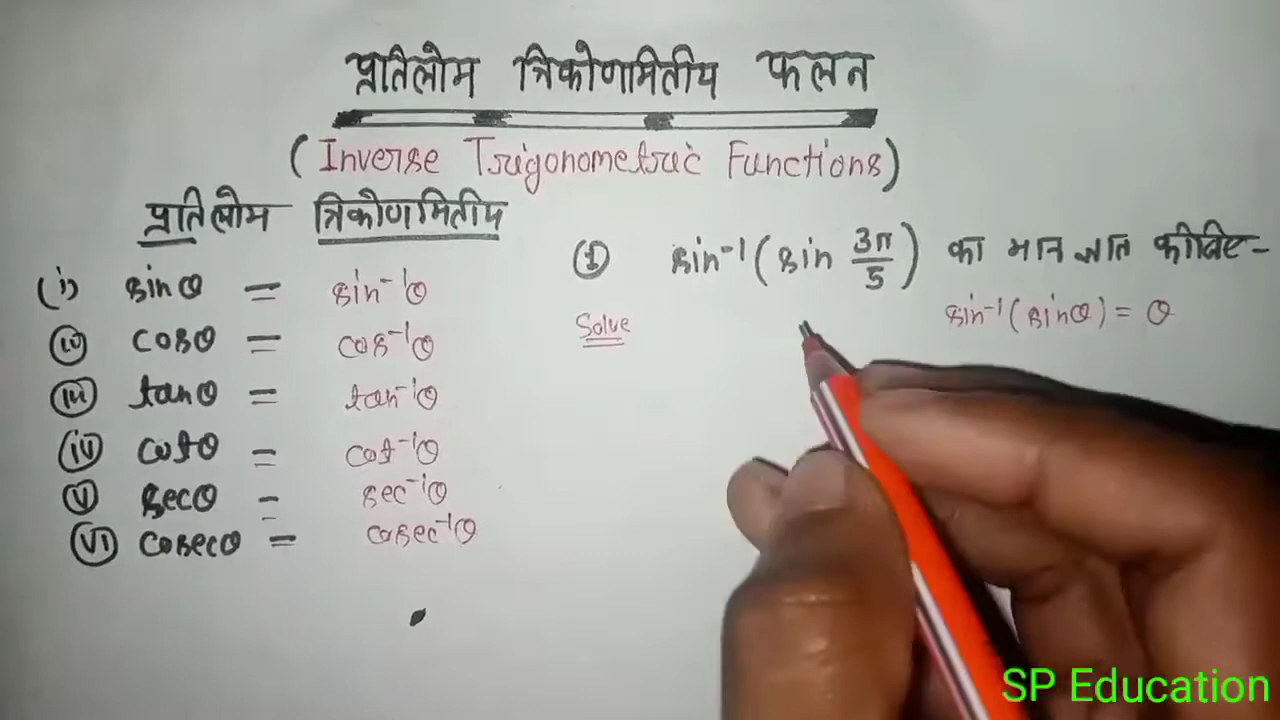 प्रतिलोम त्रिकोणमितीय फलन
(Inverse Trigonometric Functions)
प्रतिलोम त्रिकोणमितीय
(i) sinθ = sin⁻¹θ
(ii) cosθ = cos⁻¹θ
(iii) tanθ = tan⁻¹θ
(iv) cotθ = cot⁻¹θ
(v) secθ = sec⁻¹θ
(vi) cosecθ = cosec⁻¹θ
(1) sin⁻¹(sin 3π/5) का मान ज्ञात कीजिए-
sin⁻¹(sinθ) = θ
Solve
SP Education